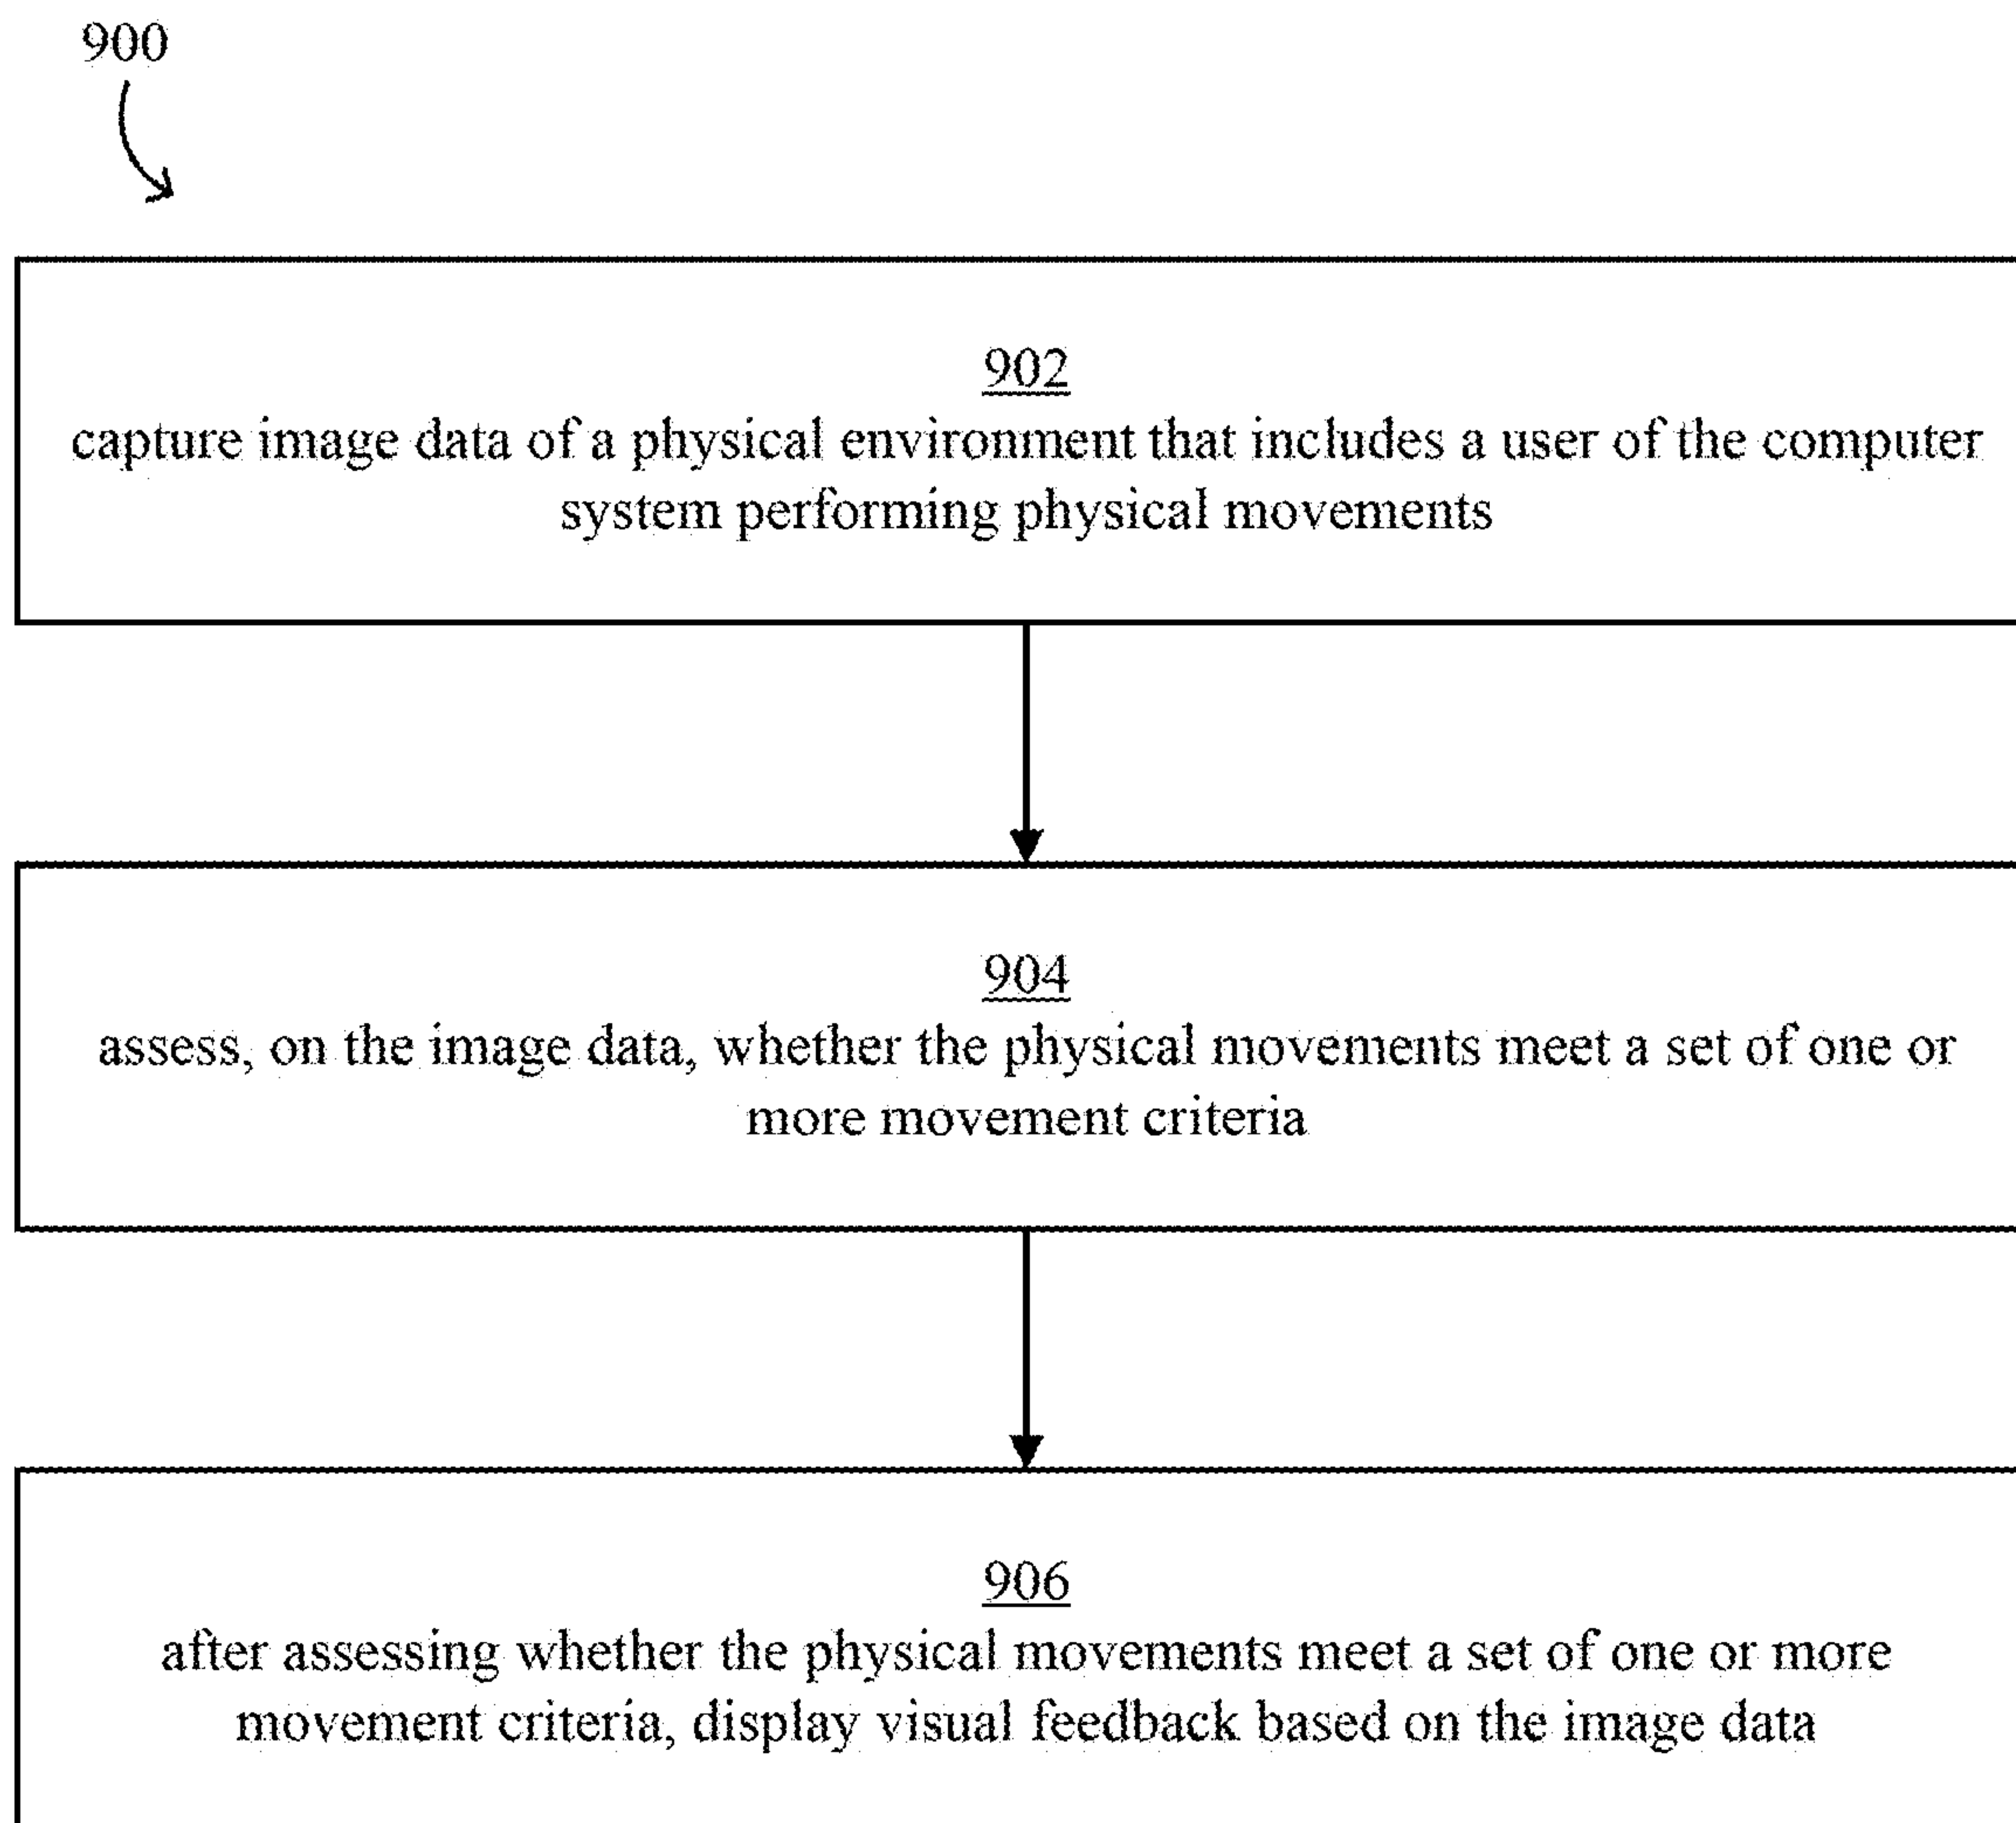 900
902
capture image data of a physical environment that includes a user of the computer
system performing physical movements
904
assess, on the image data, whether the physical movements meet a set of one or
more movement criteria
906
after assessing whether the physical movements meet a set of one or more
movement criteria, display visual feedback based on the image data